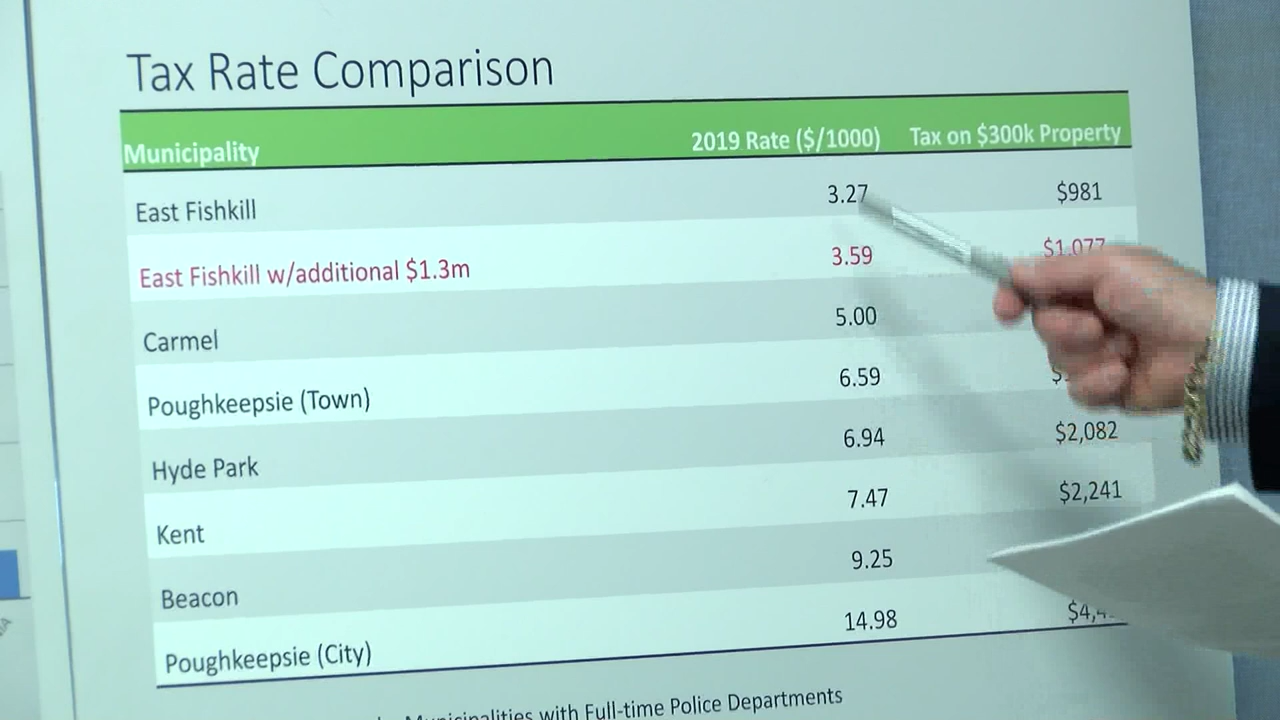 Tax Rate Comparison
Municipality 2019 Rate ($/1000) Tax on $300k Property
East Fishkill 3.27 $981
East Fishkill w/additional $1.3m 3.59 $1,077
Carmel 5.00
Poughkeepsie (Town) 6.59
Hyde Park 6.94 $2,082
Kent 7.47 $2,241
Beacon 9.25
Poughkeepsie (City) 14.98
Municipalities with Full-time Police Departments